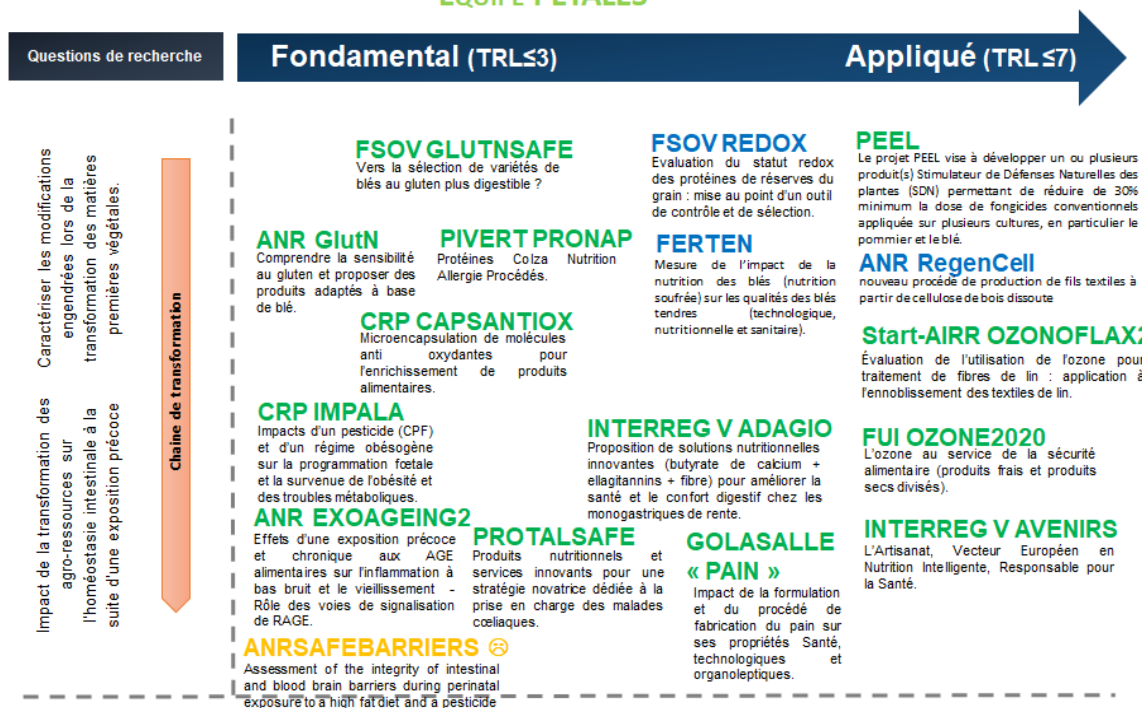 ÉQUIPE PETALES
Questions de recherche
Fondamental (TRL≤3)
Appliqué (TRL ≤7)
Caractériser les modifications
engendrées lors de la
transformation des matières
premières végétales.
Impact de la transformation des
agro-ressources sur
l'homéostasie intestinale à la
suite d'une exposition précoce
Chaine de transformation
FSOV GLUTNSAFE
Vers la sélection de variétés de
blés au gluten plus digestible ?
FSOV REDOX
Evaluation du statut redox
des protéines de réserves du
grain : mise au point d'un outil
de contrôle et de sélection.
PEEL
Le projet PEEL vise à développer un ou plusieurs
produit(s) Stimulateur de Défenses Naturelles des
plantes (SDN) permettant de réduire de 30%
minimum la dose de fongicides conventionnels
appliquée sur plusieurs cultures, en particulier le
pommier et le blé.
ANR GlutN
Comprendre la sensibilité
au gluten et proposer des
produits adaptés à base
de blé.
PIVERT PRONAP
Protéines Colza Nutrition
Allergie Procédés.
FERTEN
Mesure de l'impact de la
nutrition des blés (nutrition
soufrée) sur les qualités des blés
tendres (technologique,
nutritionnelle et sanitaire).
ANR RegenCell
nouveau procédé de production de fils textiles à
partir de cellulose de bois dissoute
CRP CAPSANTIOX
Microencapsulation de molécules
anti oxydantes pour
l'enrichissement de produits
alimentaires.
Start-AIRR OZONOFLAX2
Évaluation de l'utilisation de l'ozone pour
traitement de fibres de lin : application à
l'ennoblissement des textiles de lin.
CRP IMPALA
Impacts d'un pesticide (CPF)
et d'un régime obésogène
sur la programmation fœtale
et la survenue de l'obésité et
des troubles métaboliques.
INTERREG V ADAGIO
Proposition de solutions nutritionnelles
innovantes (butyrate de calcium +
ellagitannins + fibre) pour améliorer la
santé et le confort digestif chez les
monogastriques de rente.
FUI OZONE2020
L'ozone au service de la sécurité
alimentaire (produits frais et produits
secs divisés).
ANR EXOAGEING2
Effets d'une exposition précoce
et chronique aux AGE
alimentaires sur l'inflammation à
bas bruit et le vieillissement -
Rôle des voies de signalisation
de RAGE.
PROTALSAFE
Produits nutritionnels et
services innovants pour une
stratégie novatrice dédiée à la
prise en charge des malades
cœliaques.
GOLASALLE
« PAIN »
Impact de la formulation
et du procédé de
fabrication du pain sur
ses propriétés Santé,
technologiques et
organoleptiques.
INTERREG V AVENIRS
L'Artisanat, Vecteur Européen en
Nutrition Intelligente, Responsable pour
la Santé.
ANRSAFEBARRIERS ☹
Assessment of the integrity of intestinal
and blood brain barriers during perinatal
exposure to a high fat diet and a pesticide